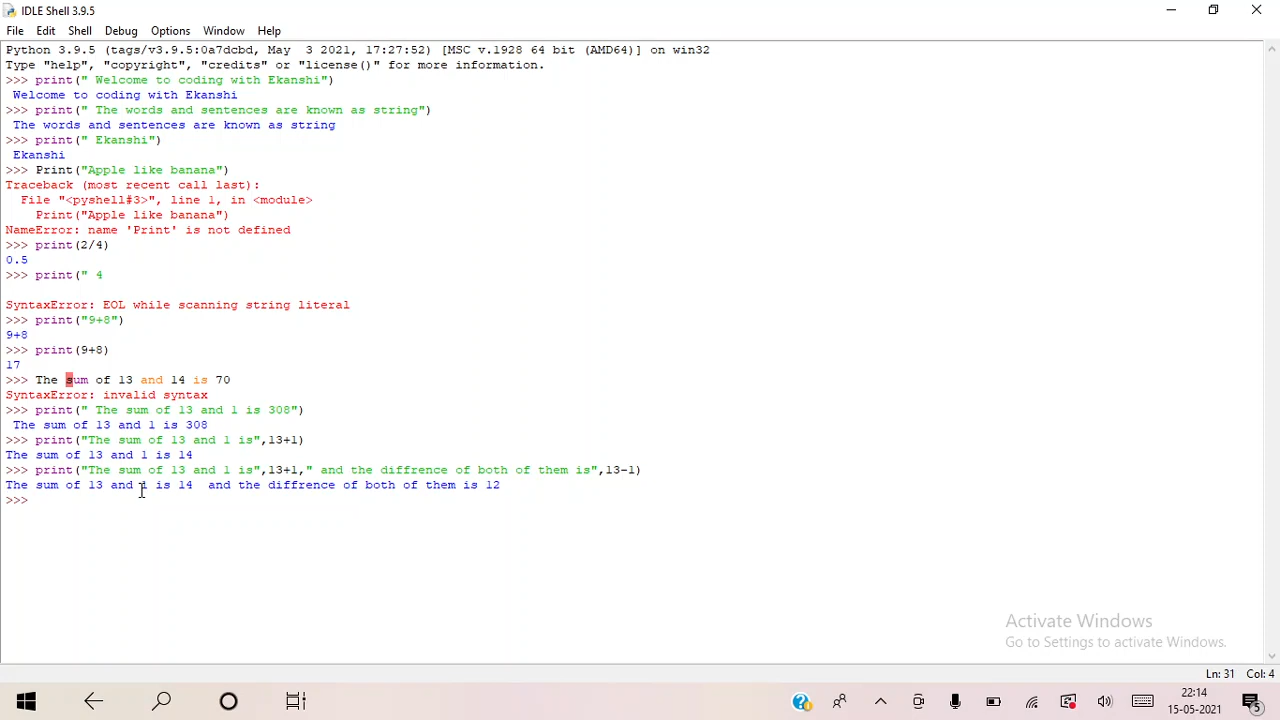 IDLE Shell 3.9.5
File Edit Shell Debug Options Window Help
Python 3.9.5 (tags/v3.9.5:0a7dcbd, May  3 2021, 17:27:52) [MSC v.1928 64 bit (AMD64)] on win32
Type "help", "copyright", "credits" or "license()" for more information.
>>> print(" Welcome to coding with Ekanshi")
 Welcome to coding with Ekanshi
>>> print(" The words and sentences are known as string")
 The words and sentences are known as string
>>> print(" Ekanshi")
 Ekanshi
>>> Print("Apple like banana")
Traceback (most recent call last):
  File "<pyshell#3>", line 1, in <module>
    Print("Apple like banana")
NameError: name 'Print' is not defined
>>> print(2/4)
0.5
>>> print(" 4
SyntaxError: EOL while scanning string literal
>>> print("9+8")
9+8
>>> print(9+8)
17
>>> The sum of 13 and 14 is 70
SyntaxError: invalid syntax
>>> print(" The sum of 13 and 1 is 308")
 The sum of 13 and 1 is 308
>>> print("The sum of 13 and 1 is",13+1)
The sum of 13 and 1 is 14
>>> print("The sum of 13 and 1 is",13+1," and the diffrence of both of them is",13-1)
The sum of 13 and 1 is 14  and the diffrence of both of them is 12
>>>
Activate Windows
Go to Settings to activate Windows.
Ln: 31 Col: 4
22:14
15-05-2021
5